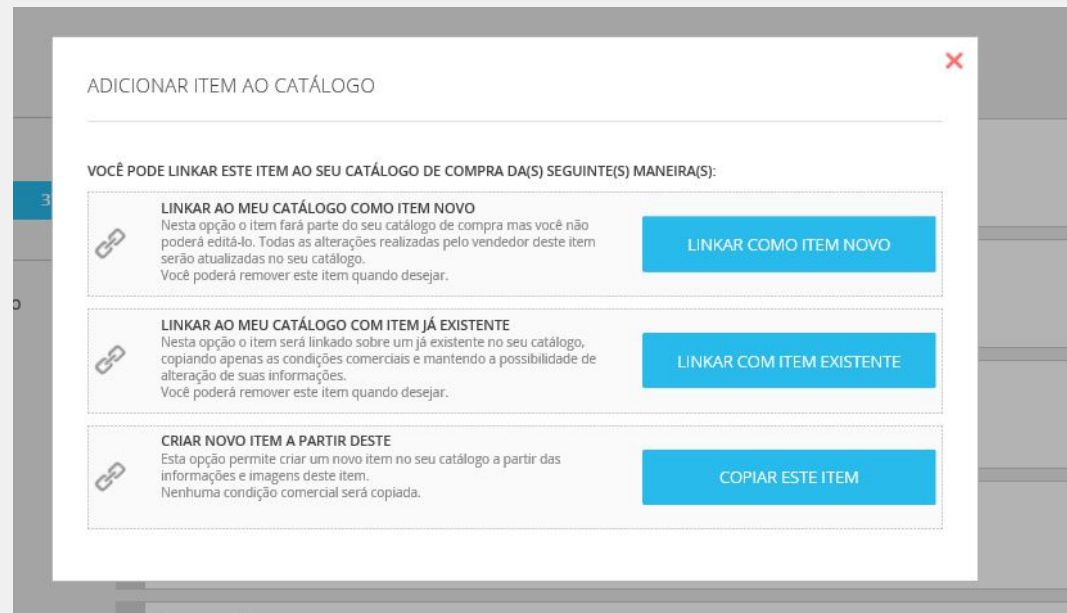 ADICIONAR ITEM AO CATÁLOGO
VOCÊ PODE LINKAR ESTE ITEM AO SEU CATÁLOGO DE COMPRA DA(S) SEGUINTE(S) MANEIRA(S):
3
LINKAR AO MEU CATÁLOGO COMO ITEM NOVO
Nesta opção o item fará parte do seu catálogo de compra mas você não
poderá editá-lo. Todas as alterações realizadas pelo vendedor deste item
serão atualizadas no seu catálogo.
Você poderá remover este item quando desejar.
LINKAR COMO ITEM NOVO
o
LINKAR AO MEU CATÁLOGO COM ITEM JÁ EXISTENTE
Nesta opção o item será linkado sobre um já existente no seu catálogo,
copiando apenas as condições comerciais e mantendo a possibilidade de
alteração de suas informações.
Você poderá remover este item quando desejar.
LINKAR COM ITEM EXISTENTE
CRIAR NOVO ITEM A PARTIR DESTE
Esta opção permite criar um novo item no seu catálogo a partir das
informações e imagens deste item.
Nenhuma condição comercial será copiada.
COPIAR ESTE ITEM